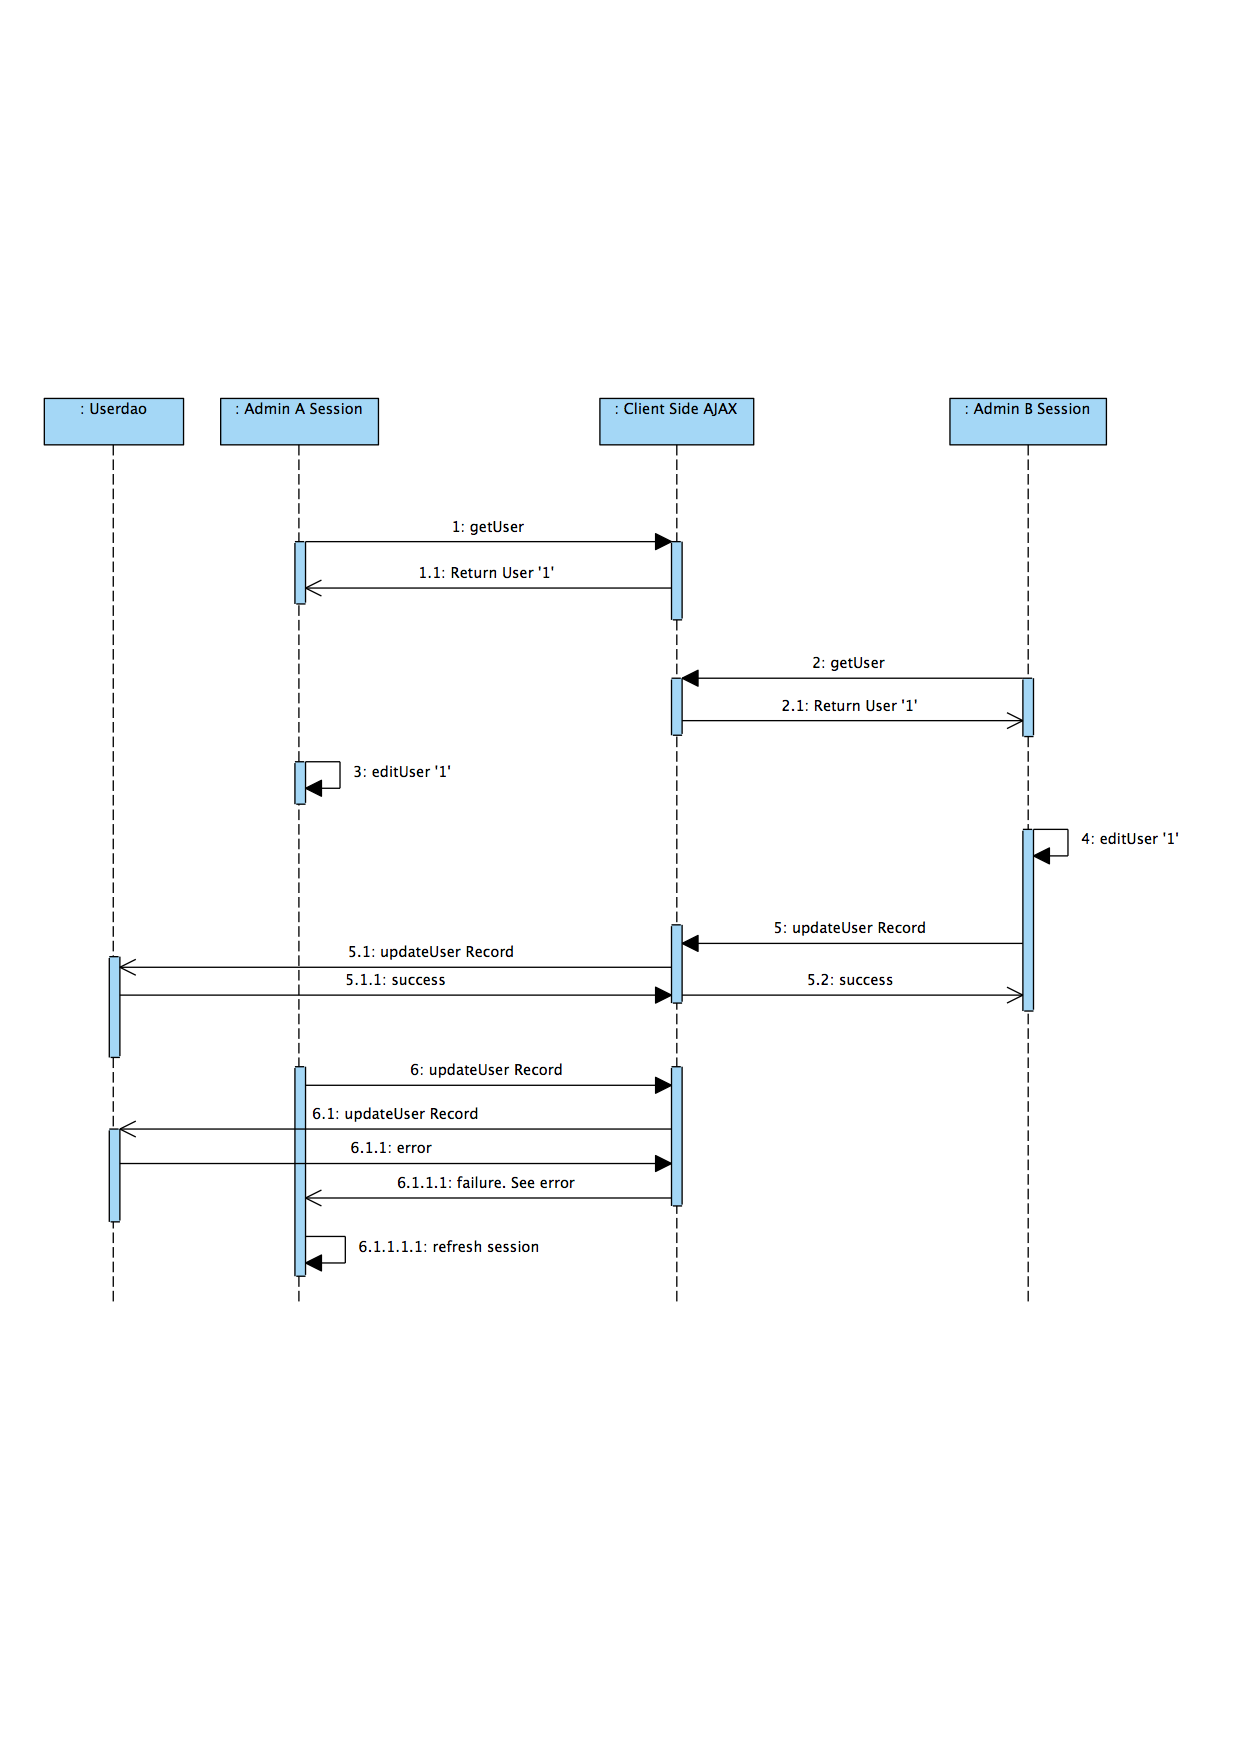 : Userdao
: Admin A Session
: Client Side AJAX
: Admin B Session
1: getUser
1.1: Return User '1'
2: getUser
2.1: Return User '1'
3: editUser '1'
4: editUser '1'
5: updateUser Record
5.1: updateUser Record
5.1.1: success
5.2: success
6: updateUser Record
6.1: updateUser Record
6.1.1: error
6.1.1.1: failure. See error
6.1.1.1.1: refresh session